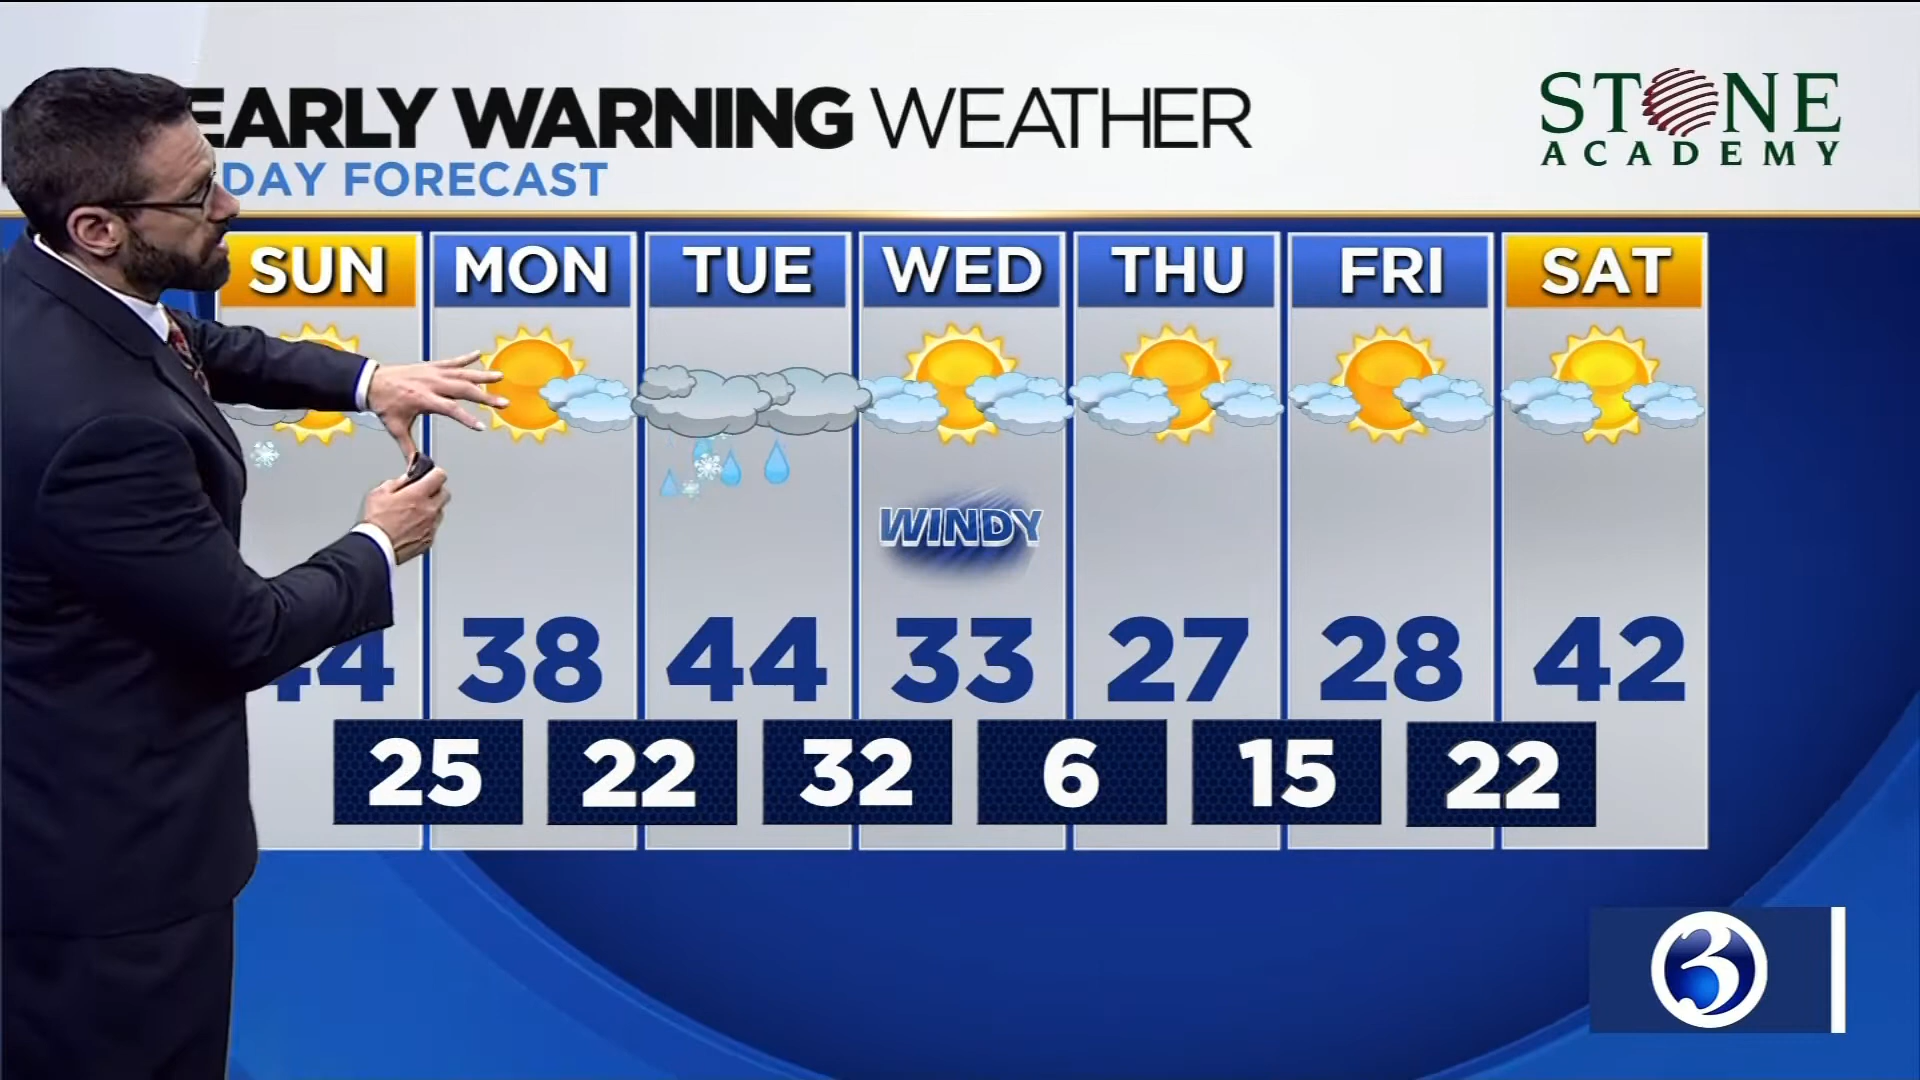 EARLY WARNING WEATHER
DAY FORECAST
STONE
ACADEMY
SUN MON TUE WED THU FRI SAT
WINDY
44 38 44 33 27 28 42
25 22 32 6 15 22
3